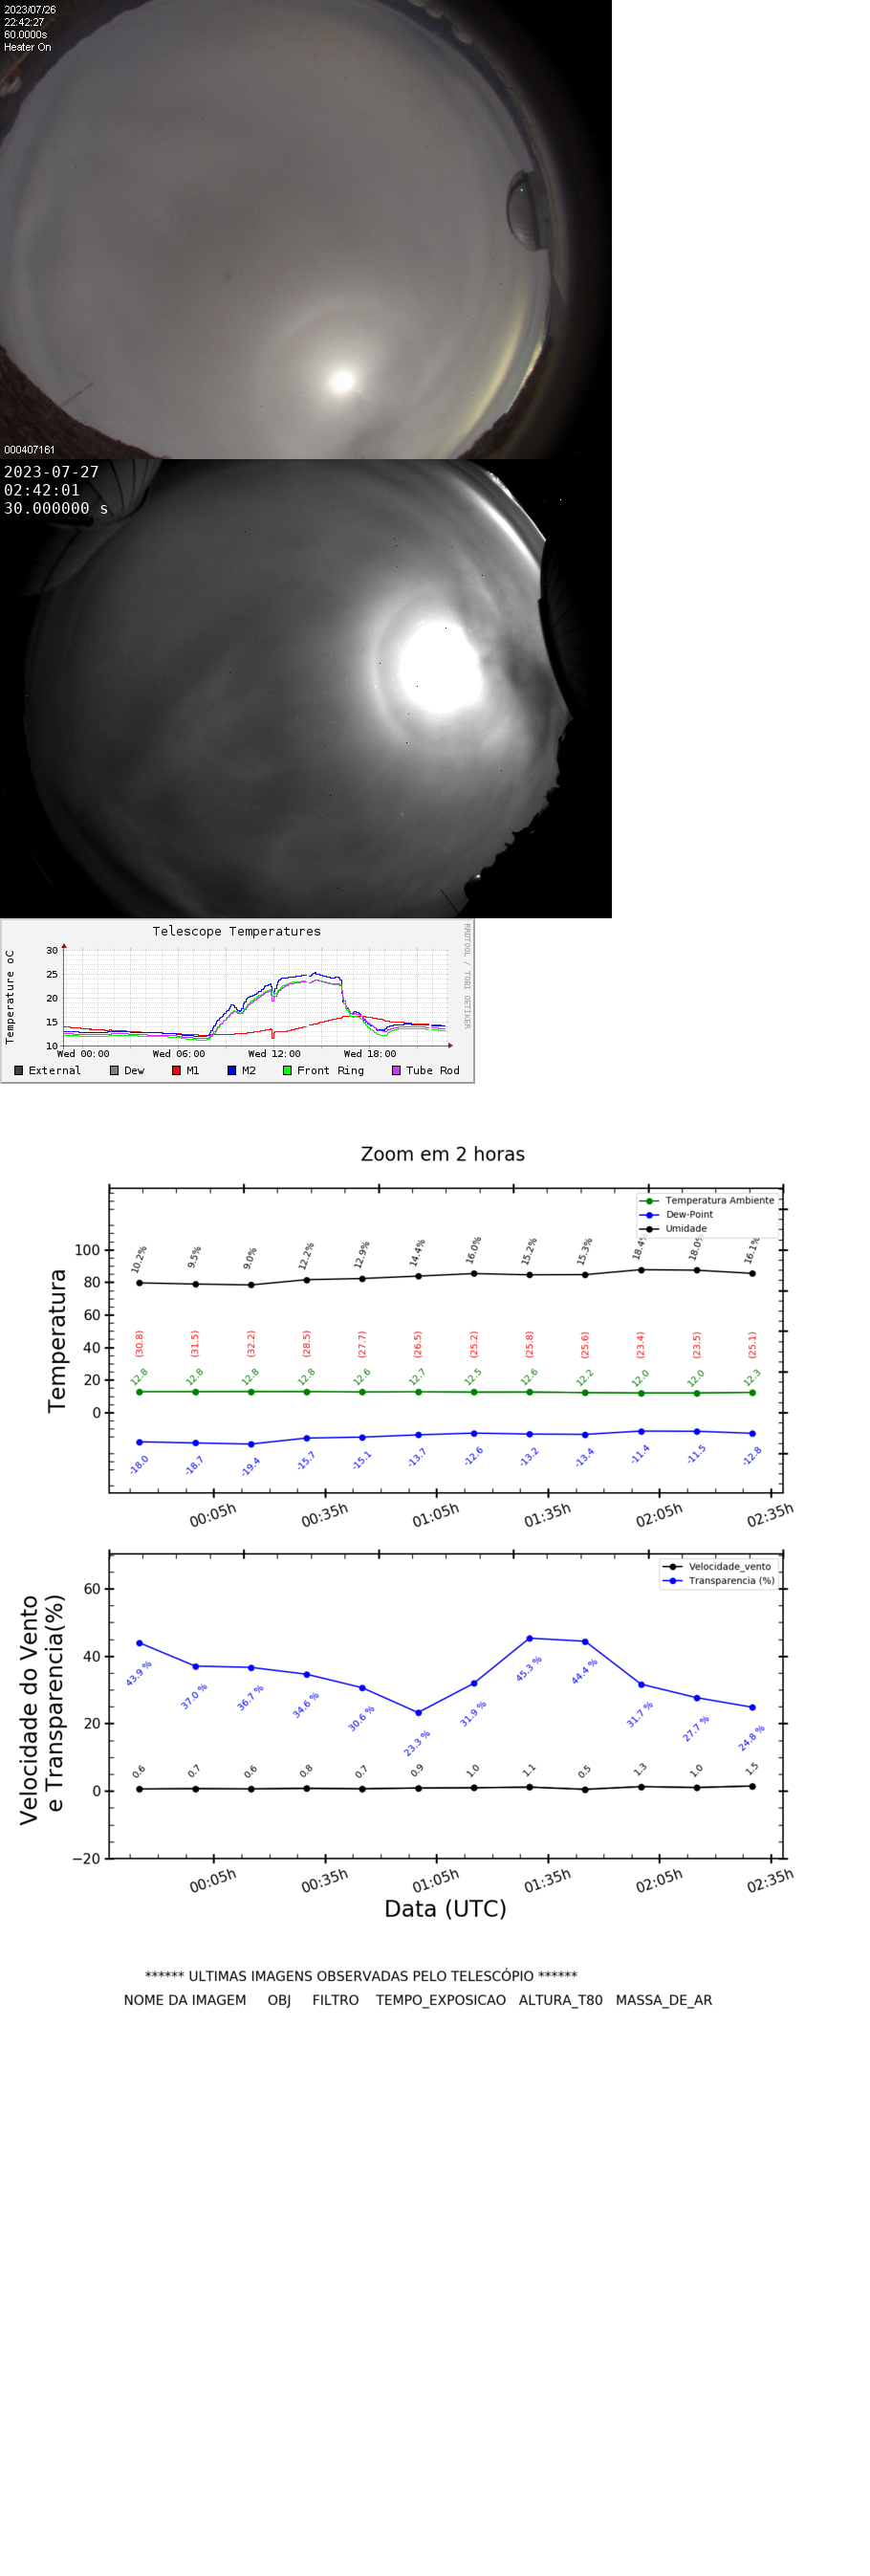 2023/07/26
22:42:27
60.0000s
Heater On
000407161
2023-07-27
02:42:01
30.000000 s
Telescope Temperatures
RRDTOOL / TOBI OETIKER
Temperature oC
30
25
20
15
10
Wed 00:00 Wed 06:00 Wed 12:00 Wed 18:00
External Dew M1 M2 Front Ring Tube Rod
Zoom em 2 horas
Temperatura Ambiente
Dew-Point
Umidade
Temperatura
100
80
60
40
20
0
10.2% 9.5% 9.0% 12.2% 12.9% 14.4% 16.0% 15.2% 15.3% 18.4% 18.0% 16.1%
(30.8) (31.5) (32.2) (28.5) (27.7) (26.5) (25.2) (25.8) (25.6) (23.4) (23.5) (25.1)
12.8 12.8 12.8 12.8 12.6 12.7 12.5 12.6 12.2 12.0 12.0 12.3
-18.0 -18.7 -19.4 -15.7 -15.1 -13.7 -12.6 -13.2 -13.4 -11.4 -11.5 -12.8
00:05h 00:35h 01:05h 01:35h 02:05h 02:35h
Velocidade_vento
Transparencia (%)
Velocidade do Vento
e Transparencia(%)
60
40
20
0
−20
43.9 % 37.0 % 36.7 % 34.6 % 30.6 % 23.3 % 31.9 % 45.3 % 44.4 % 31.7 % 27.7 % 24.8 %
0.6 0.7 0.6 0.8 0.7 0.9 1.0 1.1 0.5 1.3 1.0 1.5
00:05h 00:35h 01:05h 01:35h 02:05h 02:35h
Data (UTC)
****** ULTIMAS IMAGENS OBSERVADAS PELO TELESCÓPIO ******
NOME DA IMAGEM OBJ FILTRO TEMPO_EXPOSICAO ALTURA_T80 MASSA_DE_AR